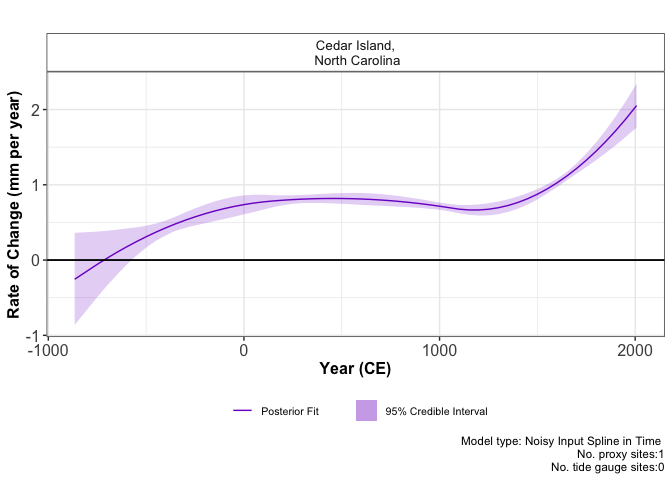 Cedar Island,
North Carolina
Rate of Change (mm per year)
2
1
0
-1
-1000
0
1000
2000
Year (CE)
Posterior Fit
95% Credible Interval
Model type: Noisy Input Spline in Time
No. proxy sites:1
No. tide gauge sites:0